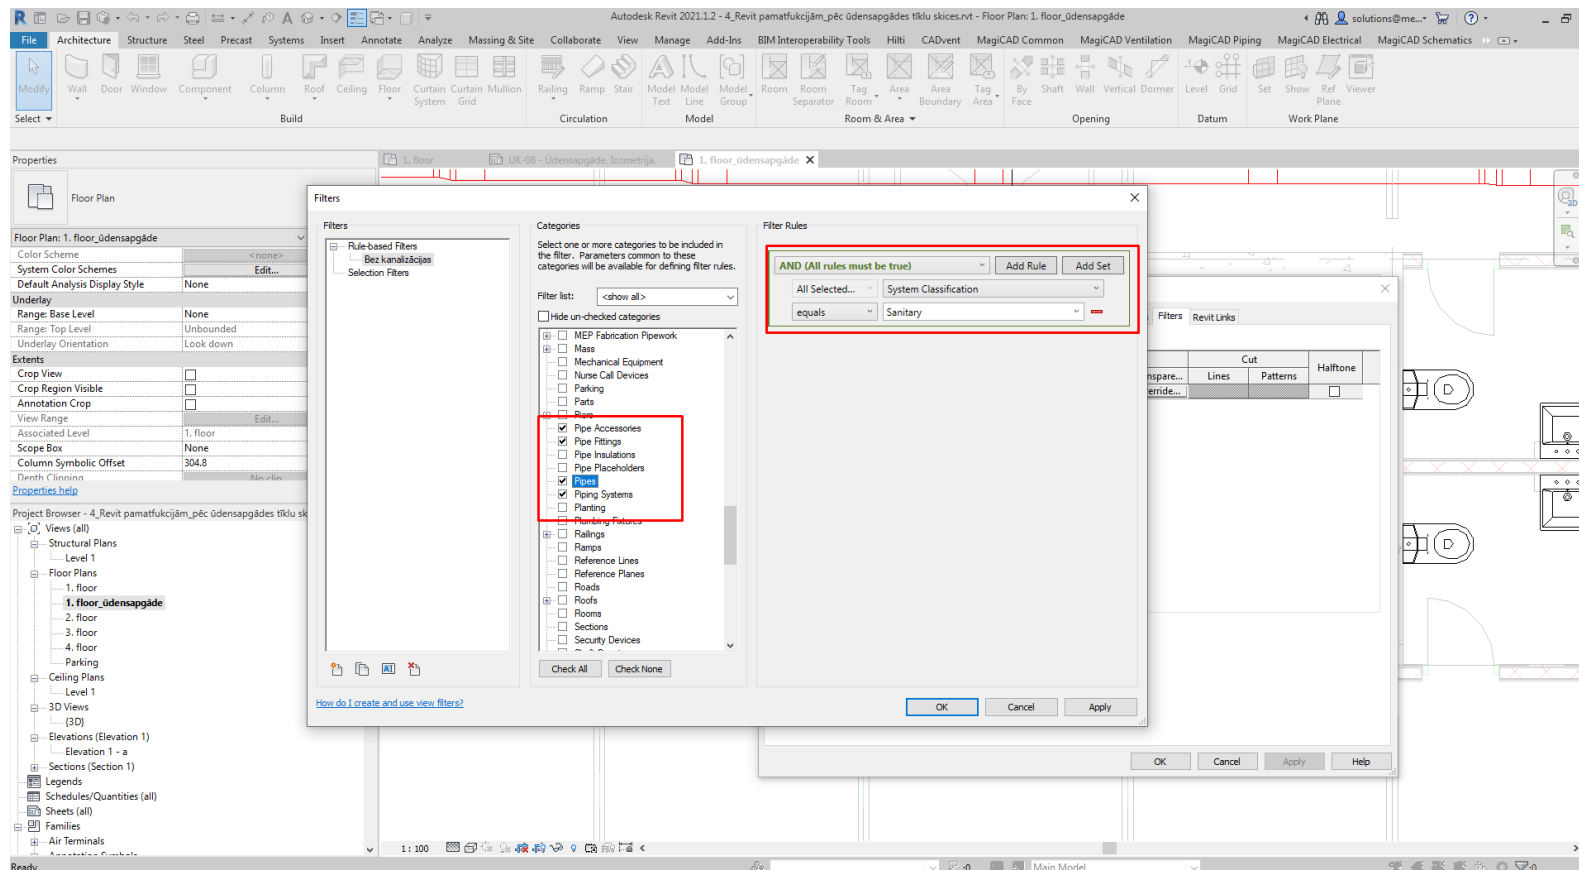 Autodesk Revit 2021.1.2 - 4_Revit pamatfukcijām_pēc ūdensapgādes tīklu skices.rvt - Floor Plan: 1. floor_ūdensapgāde
solutions@me...
File Architecture Structure Steel Precast Systems Insert Annotate Analyze Massing & Site Collaborate View Manage Add-Ins BIM Interoperability Tools Hilti CADvent MagiCAD Common MagiCAD Ventilation MagiCAD Piping MagiCAD Electrical MagiCAD Schematics
Modify Wall Door Window Component Column Roof Ceiling Floor Curtain System Curtain Grid Mullion Railing Ramp Stair Model Text Model Line Model Group Room Room Separator Tag Room Area Area Boundary Tag Area By Face Shaft Wall Vertical Dormer Level Grid Set Show Ref Plane Viewer
Select Build Circulation Model Room & Area Opening Datum Work Plane
Properties
1. floor
UK-08 - Ūdensapgāde. Izometrija.
1. floor_ūdensapgāde
Floor Plan
Floor Plan: 1. floor_ūdensapgāde
Color Scheme <none>
System Color Schemes Edit...
Default Analysis Display Style None
Underlay
Range: Base Level None
Range: Top Level Unbounded
Underlay Orientation Look down
Extents
Crop View
Crop Region Visible
Annotation Crop
View Range Edit...
Associated Level 1. floor
Scope Box None
Column Symbolic Offset 304.8
Depth Clipping No clip
Properties help
Project Browser - 4_Revit pamatfukcijām_pēc ūdensapgādes tīklu sk
Views (all)
Structural Plans
Level 1
Floor Plans
1. floor
1. floor_ūdensapgāde
2. floor
3. floor
4. floor
Parking
Ceiling Plans
Level 1
3D Views
{3D}
Elevations (Elevation 1)
Elevation 1 - a
Sections (Section 1)
Legends
Schedules/Quantities (all)
Sheets (all)
Families
Air Terminals
Annotation Symbols
Filters
Filters
Rule-based Filters
Bez kanalizācijas
Selection Filters
How do I create and use view filters?
Categories
Select one or more categories to be included in
the filter. Parameters common to these
categories will be available for defining filter rules.
Filter list: <show all>
Hide un-checked categories
MEP Fabrication Pipework
Mass
Mechanical Equipment
Nurse Call Devices
Parking
Parts
Piers
Pipe Accessories
Pipe Fittings
Pipe Insulations
Pipe Placeholders
Pipes
Piping Systems
Planting
Plumbing Fixtures
Railings
Ramps
Reference Lines
Reference Planes
Roads
Roofs
Rooms
Sections
Security Devices
Check All Check None
Filter Rules
AND (All rules must be true) Add Rule Add Set
All Selected... System Classification
equals Sanitary
OK Cancel Apply
Filters Revit Links
Cut Halftone
nspare... Lines Patterns
erride...
OK Cancel Apply Help
2D
1 : 100
Ready
:0 Main Model :0